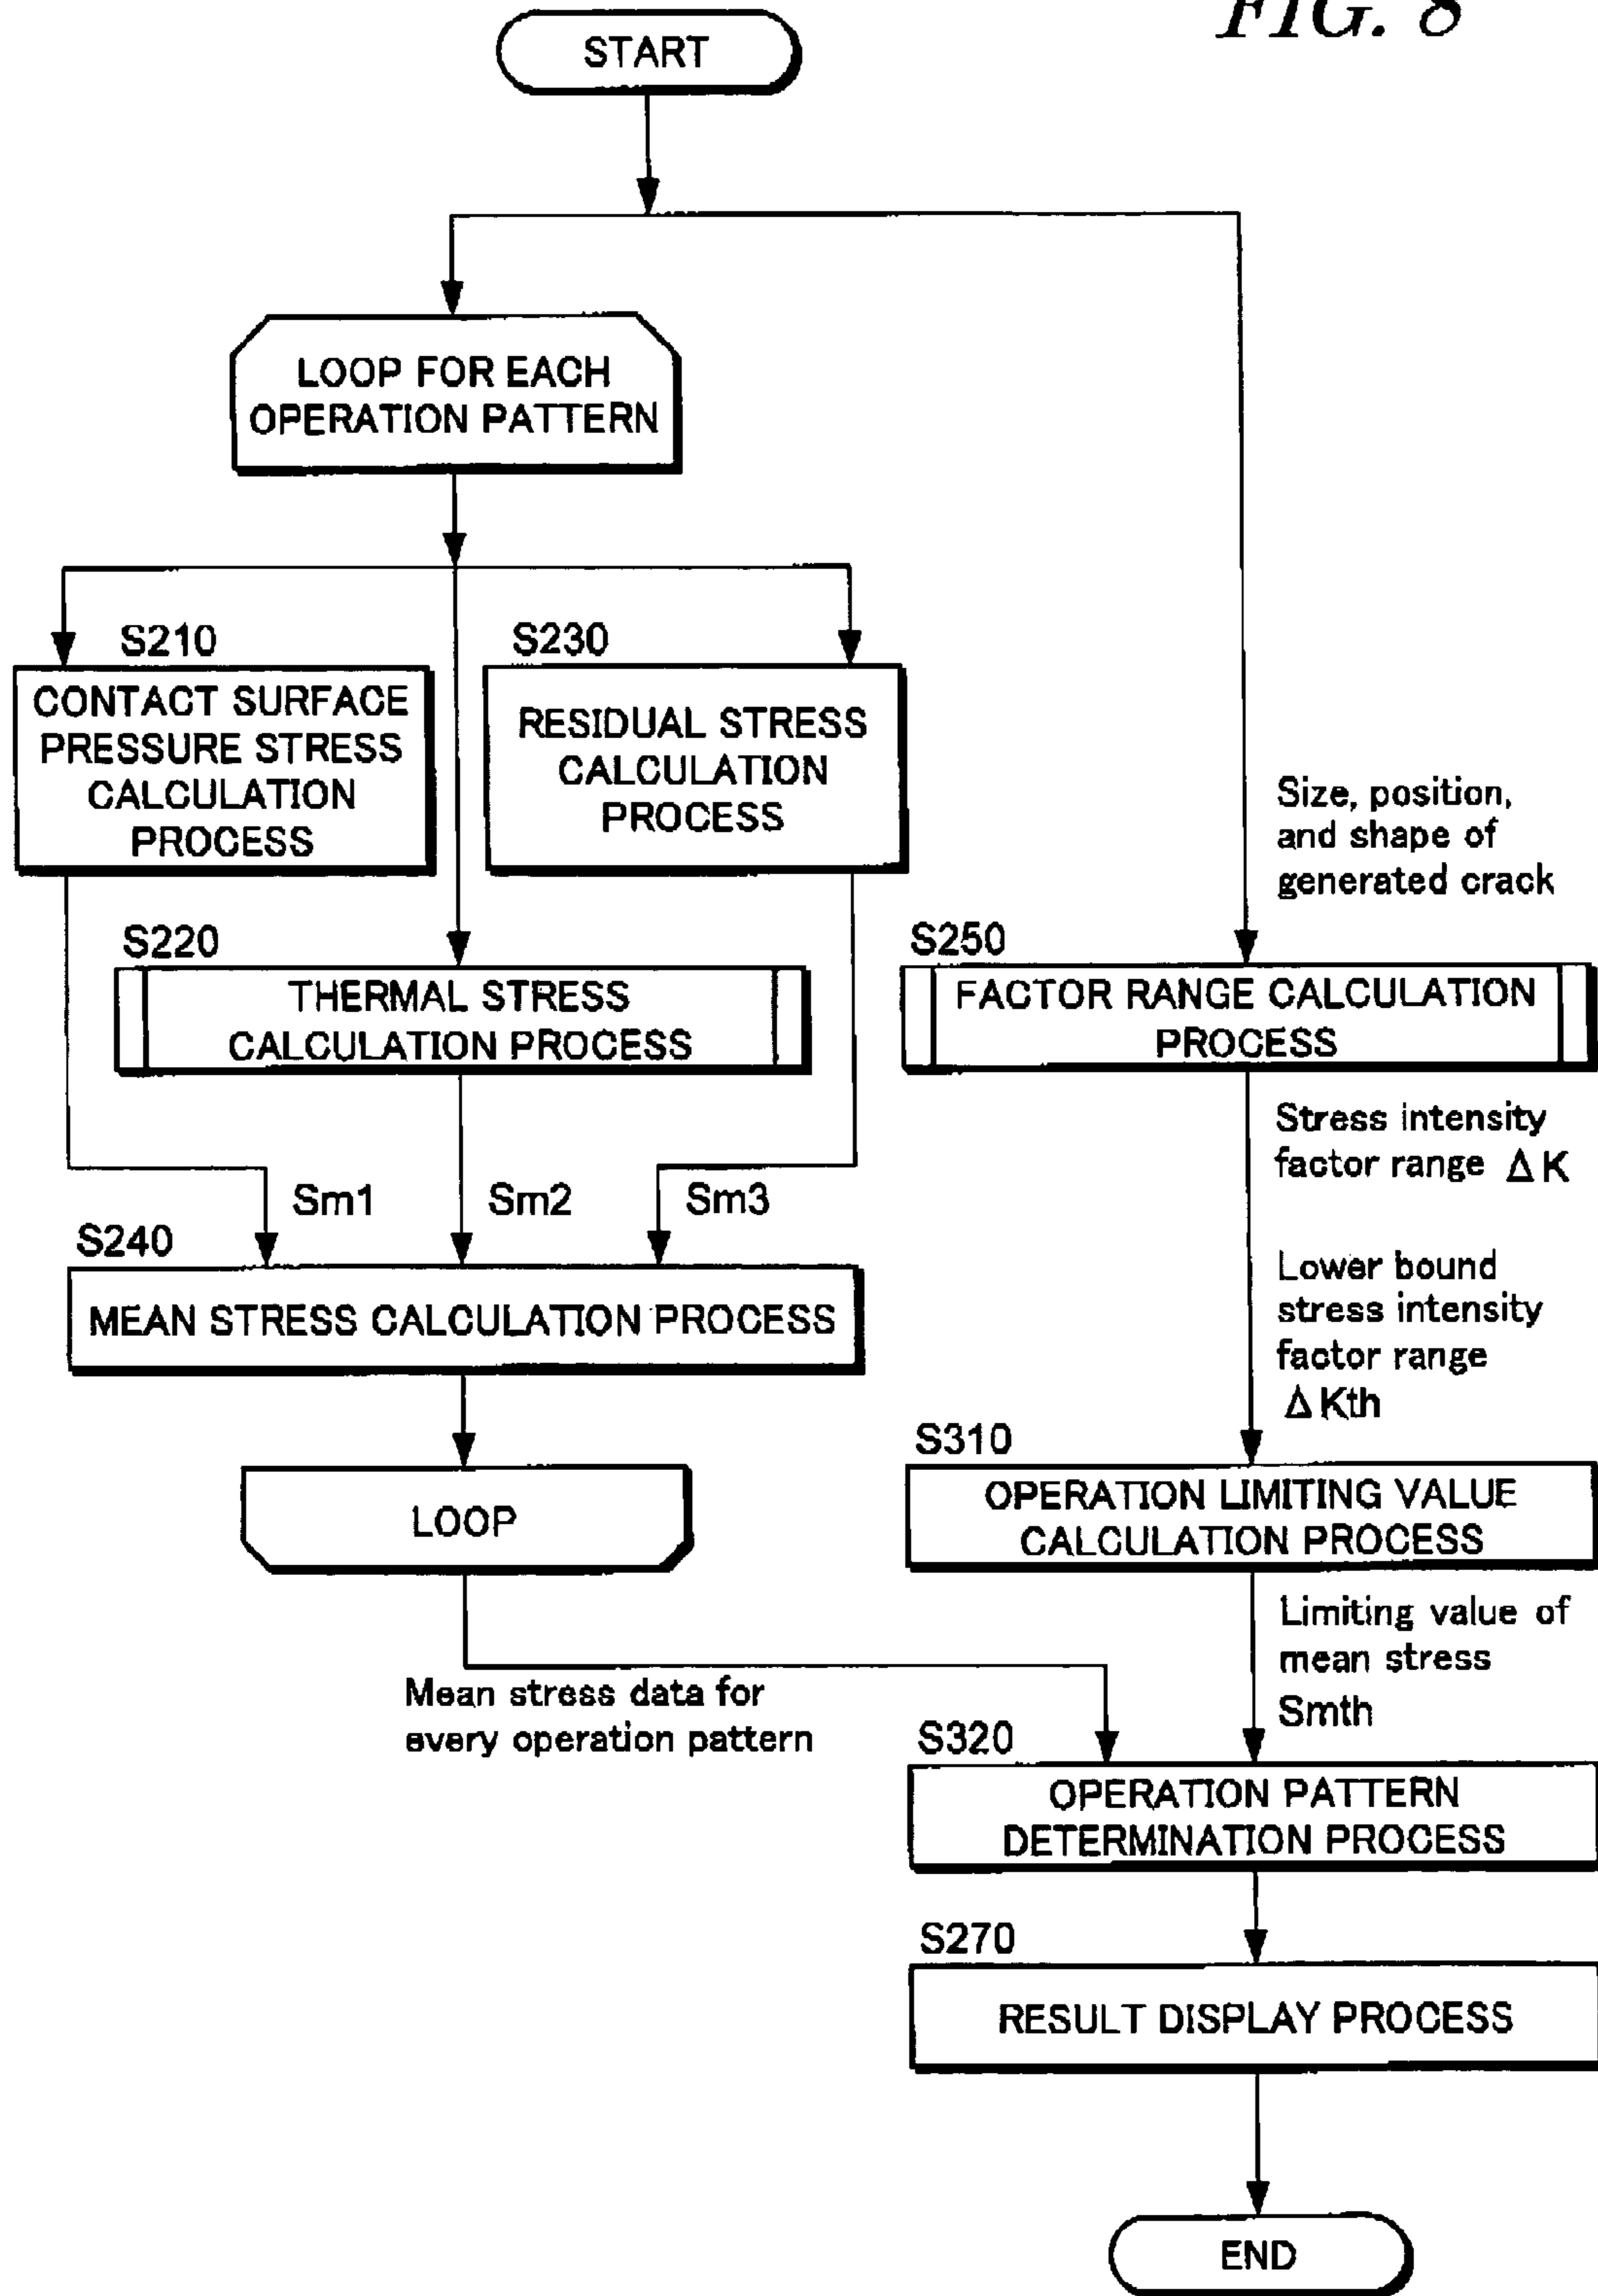 FIG. 8
START
LOOP FOR EACH
OPERATION PATTERN
S210
CONTACT SURFACE
PRESSURE STRESS
CALCULATION
PROCESS
S230
RESIDUAL STRESS
CALCULATION
PROCESS
Size, position,
and shape of
generated crack
S220
THERMAL STRESS
CALCULATION PROCESS
S250
FACTOR RANGE CALCULATION
PROCESS
Stress intensity
factor range ΔK
Sm1
Sm2
Sm3
S240
MEAN STRESS CALCULATION PROCESS
Lower bound
stress intensity
factor range
ΔKth
LOOP
S310
OPERATION LIMITING VALUE
CALCULATION PROCESS
Limiting value of
mean stress
Smth
Mean stress data for
every operation pattern
S320
OPERATION PATTERN
DETERMINATION PROCESS
S270
RESULT DISPLAY PROCESS
END